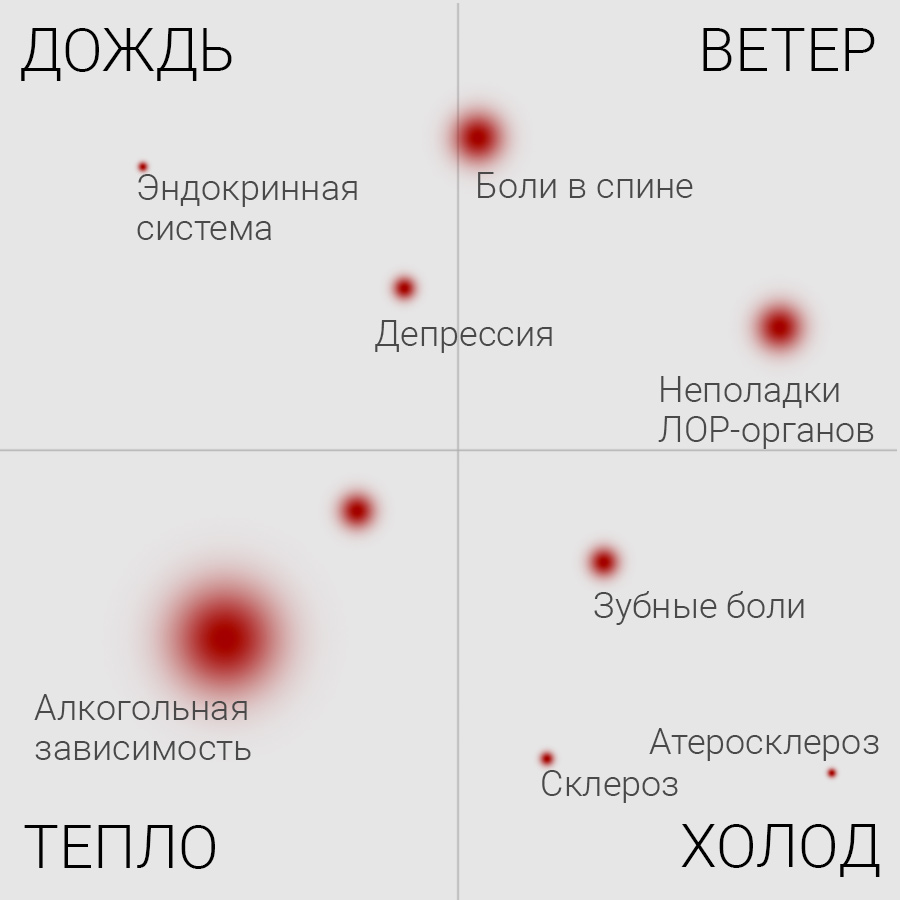 ДОЖДЬ
ВЕТЕР
Эндокринная
система
Боли в спине
Депрессия
Неполадки
ЛОР-органов
Зубные боли
Алкогольная
зависимость
Атеросклероз
Склероз
ТЕПЛО
ХОЛОД